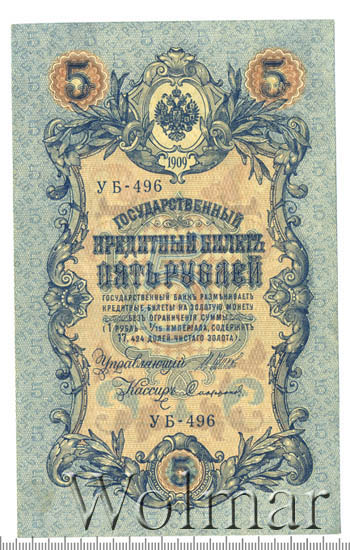 5 5
1909
УБ-496
ГОСУДАРСТВЕННЫЙ
КРЕДИТНЫЙ БИЛЕТЪ
ПЯТЬ РУБЛЕЙ
ГОСУДАРСТВЕННЫЙ БАНКЪ РАЗМѢНИВАЕТЪ
КРЕДИТНЫЕ БИЛЕТЫ НА ЗОЛОТУЮ МОНЕТУ
БЕЗЪ ОГРАНИЧЕНІЯ СУММЫ
(1 РУБЛЬ = 1/15 ИМПЕРІАЛА, СОДЕРЖИТЪ
17,424 ДОЛЕЙ ЧИСТАГО ЗОЛОТА)
Управляющій
Кассиръ
УБ-496
5
Wolmar